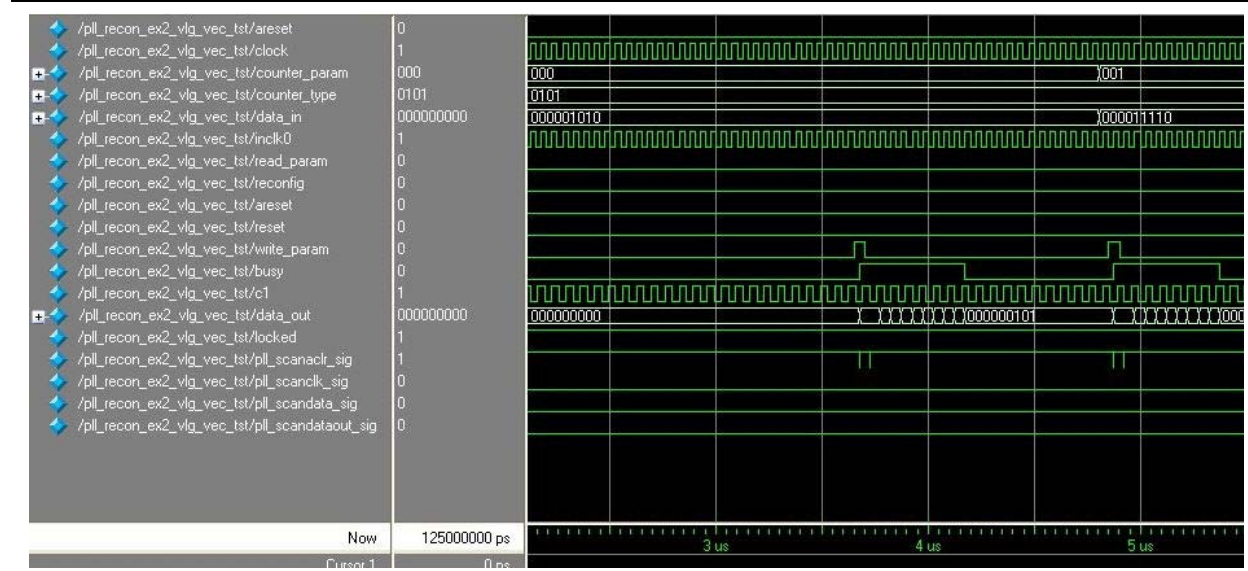 /pll_recon_ex2_vlg_vec_tst/areset 0
/pll_recon_ex2_vlg_vec_tst/clock 1
/pll_recon_ex2_vlg_vec_tst/counter_param 000 000 001
/pll_recon_ex2_vlg_vec_tst/counter_type 0101 0101
/pll_recon_ex2_vlg_vec_tst/data_in 000000000 000001010 000011110
/pll_recon_ex2_vlg_vec_tst/inclk0 1
/pll_recon_ex2_vlg_vec_tst/read_param 0
/pll_recon_ex2_vlg_vec_tst/reconfig 0
/pll_recon_ex2_vlg_vec_tst/areset 0
/pll_recon_ex2_vlg_vec_tst/reset 0
/pll_recon_ex2_vlg_vec_tst/write_param 0
/pll_recon_ex2_vlg_vec_tst/busy 0
/pll_recon_ex2_vlg_vec_tst/c1 1
/pll_recon_ex2_vlg_vec_tst/data_out 000000000 000000000 000000101 000
/pll_recon_ex2_vlg_vec_tst/locked 1
/pll_recon_ex2_vlg_vec_tst/pll_scanaclr_sig 1
/pll_recon_ex2_vlg_vec_tst/pll_scanclk_sig 0
/pll_recon_ex2_vlg_vec_tst/pll_scandata_sig 0
/pll_recon_ex2_vlg_vec_tst/pll_scandataout_sig 0
Now 125000000 ps 3 us 4 us 5 us
Cursor 1 0 ps